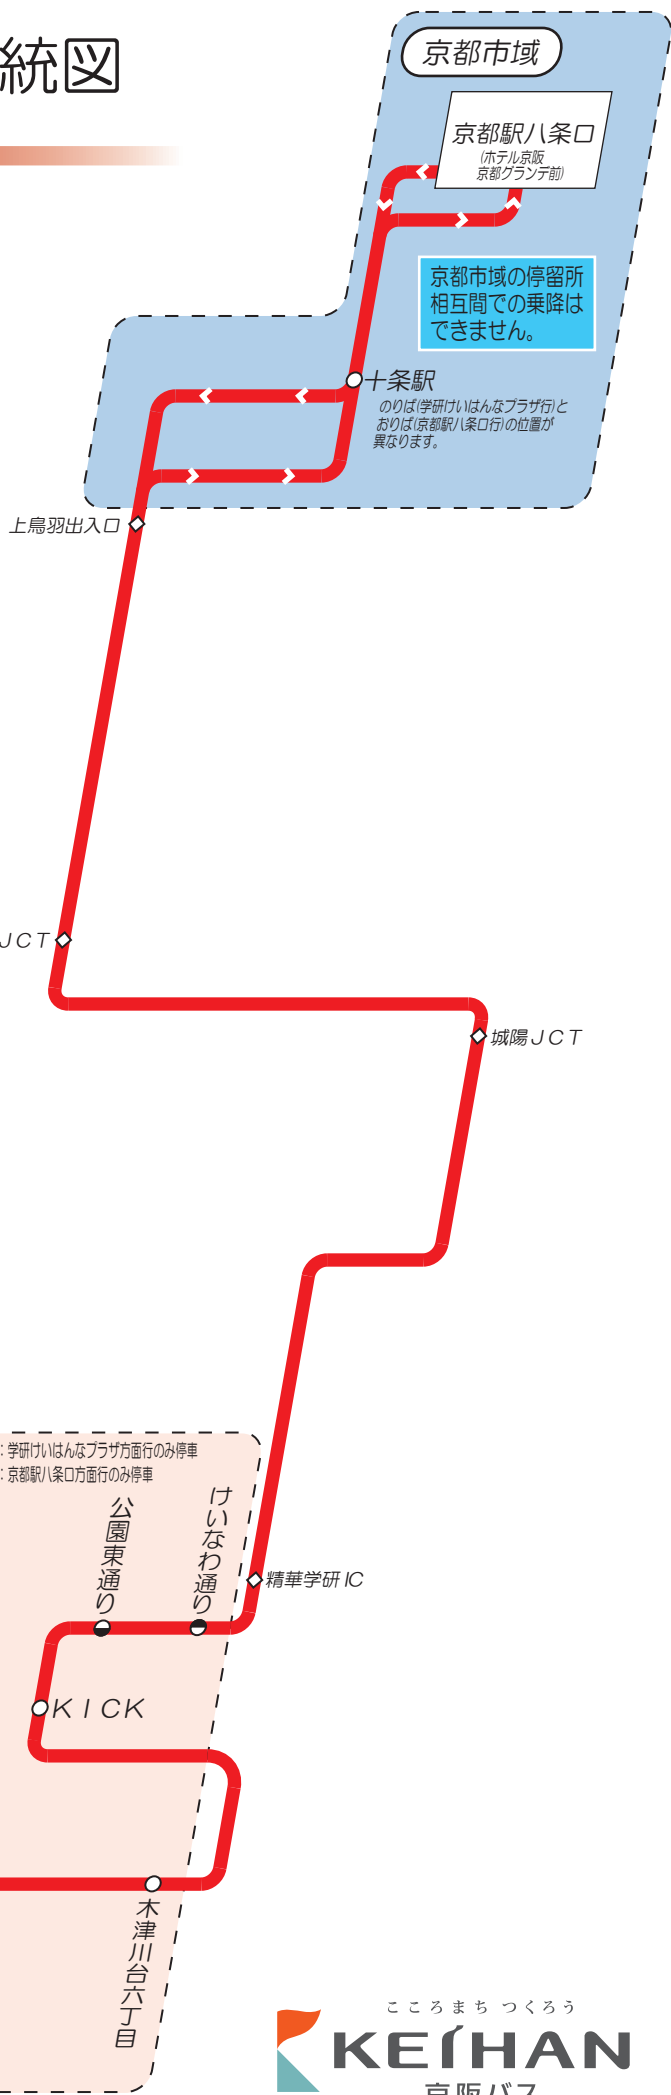 統図
京都市域
京都駅八条口
(ホテル京阪
京都グランデ前)
京都市域の停留所
相互間での乗降は
できません。
十条駅
のりば(学研けいはんなプラザ行)と
おりば(京都駅八条口行)の位置が
異なります。
上鳥羽出入口
JCT
城陽JCT
：学研けいはんなプラザ方面行のみ停車
：京都駅八条口方面行のみ停車
公園東通り
けいなわ通り
精華学研IC
KICK
木津川台六丁目
こころまち つくろう
KEIHAN
京阪バス